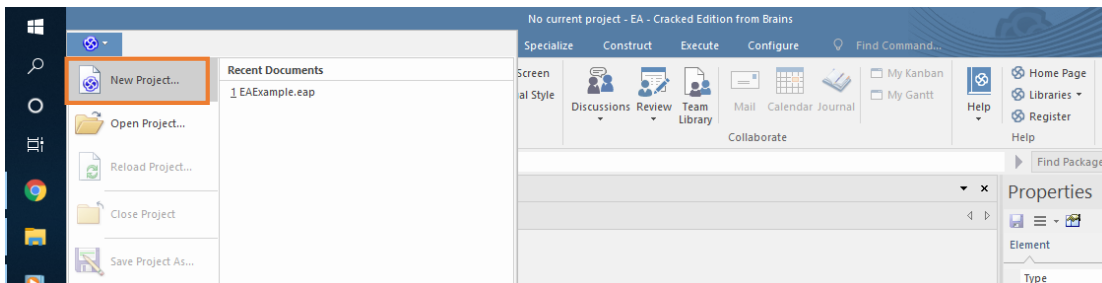 No current project - EA - Cracked Edition from Brains
Specialize Construct Execute Configure Find Command...
New Project...
Open Project...
Reload Project...
Close Project
Save Project As...
Recent Documents
1 EAExample.eap
Screen
al Style
Discussions Review Team Library
Mail Calendar Journal
My Kanban
My Gantt
Collaborate
Help
Home Page
Libraries
Register
Help
Find Package
Properties
Element
Type